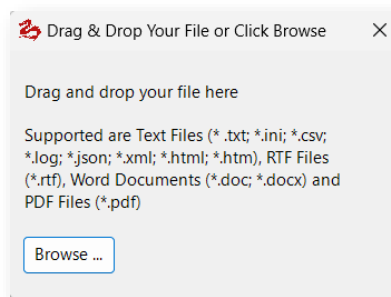 Drag & Drop Your File or Click Browse
Drag and drop your file here
Supported are Text Files (* .txt; *.ini; *.csv;
*.log; *.json; *.xml; *.html; *.htm), RTF Files
(*.rtf), Word Documents (*.doc; *.docx) and
PDF Files (*.pdf)
Browse ...